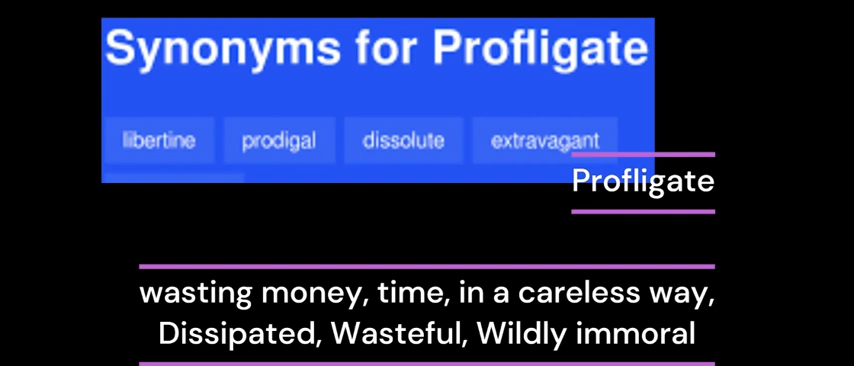 Synonyms for Profligate
libertine prodigal dissolute extravagant
Profligate
wasting money, time, in a careless way,
Dissipated, Wasteful, Wildly immoral